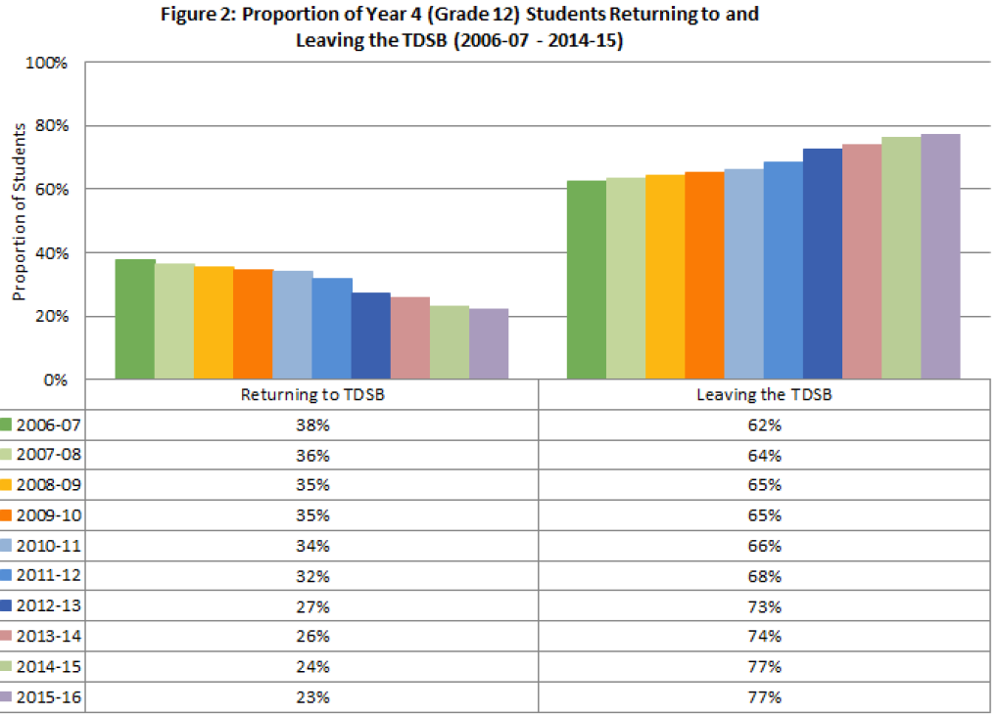 Figure 2: Proportion of Year 4 (Grade 12) Students Returning to and
Leaving the TDSB (2006-07 - 2014-15)
100%
80%
60%
40%
20%
0%
Proportion of Students
Returning to TDSB Leaving the TDSB
2006-07 38% 62%
2007-08 36% 64%
2008-09 35% 65%
2009-10 35% 65%
2010-11 34% 66%
2011-12 32% 68%
2012-13 27% 73%
2013-14 26% 74%
2014-15 24% 77%
2015-16 23% 77%